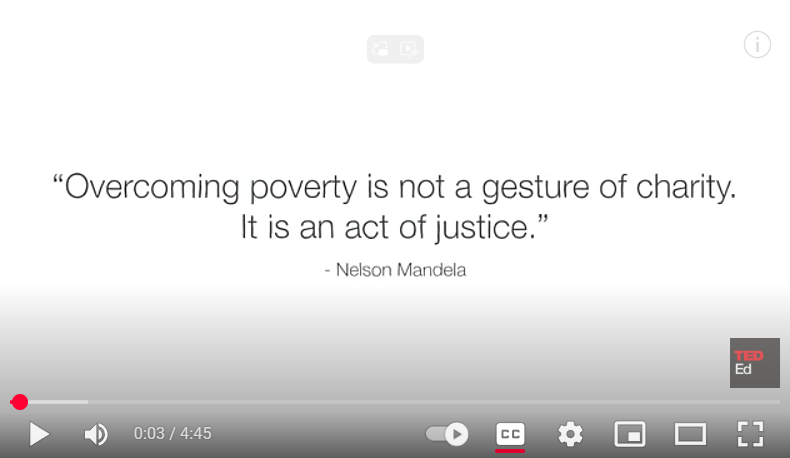 “Overcoming poverty is not a gesture of charity.
It is an act of justice.”
- Nelson Mandela
TED
Ed
0:03 / 4:45
CC